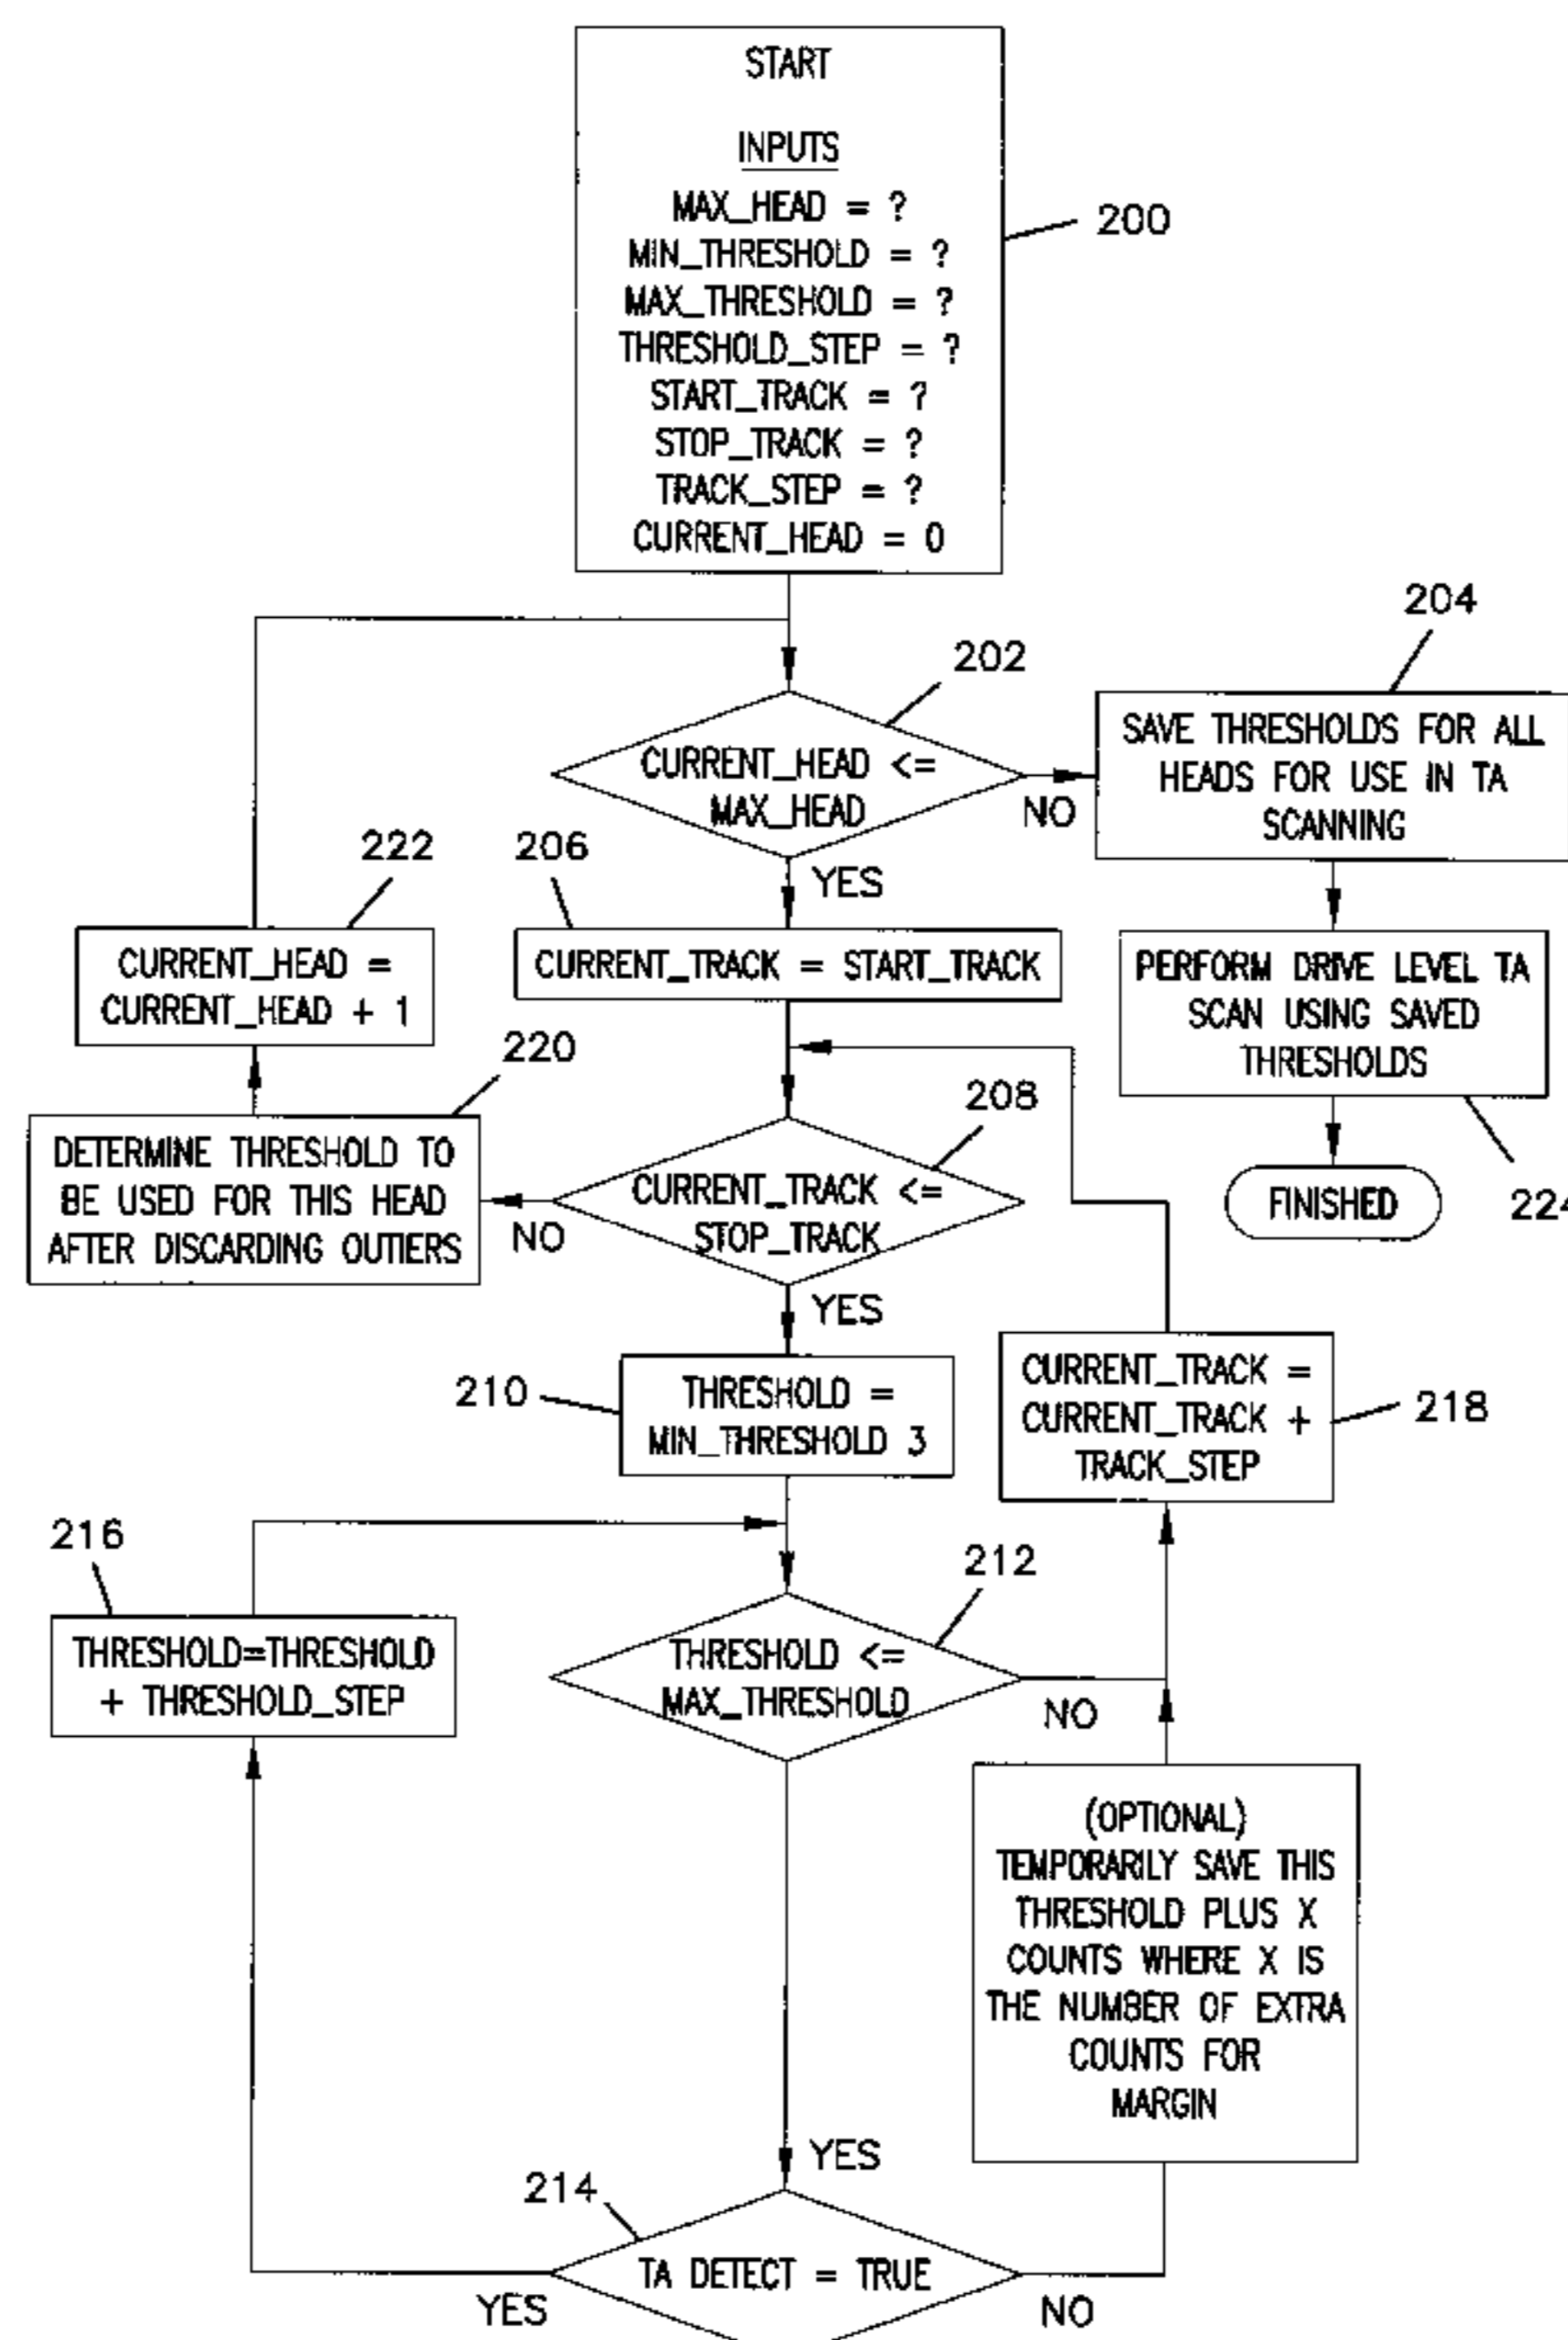 START
INPUTS
MAX_HEAD = ?
MIN_THRESHOLD = ?
MAX_THRESHOLD = ?
THRESHOLD_STEP = ?
START_TRACK = ?
STOP_TRACK = ?
TRACK_STEP = ?
CURRENT_HEAD = 0
200
202
CURRENT_HEAD <=
MAX_HEAD
NO
YES
204
SAVE THRESHOLDS FOR ALL
HEADS FOR USE IN TA
SCANNING
222
CURRENT_HEAD =
CURRENT_HEAD + 1
206
CURRENT_TRACK = START_TRACK
PERFORM DRIVE LEVEL TA
SCAN USING SAVED
THRESHOLDS
224
FINISHED
220
DETERMINE THRESHOLD TO
BE USED FOR THIS HEAD
AFTER DISCARDING OUTIERS
208
CURRENT_TRACK <=
STOP_TRACK
NO
YES
210
THRESHOLD =
MIN_THRESHOLD 3
CURRENT_TRACK =
CURRENT_TRACK +
TRACK_STEP
218
216
THRESHOLD=THRESHOLD
+ THRESHOLD_STEP
212
THRESHOLD <=
MAX_THRESHOLD
NO
YES
(OPTIONAL)
TEMPORARILY SAVE THIS
THRESHOLD PLUS X
COUNTS WHERE X IS
THE NUMBER OF EXTRA
COUNTS FOR
MARGIN
214
TA DETECT = TRUE
YES
NO